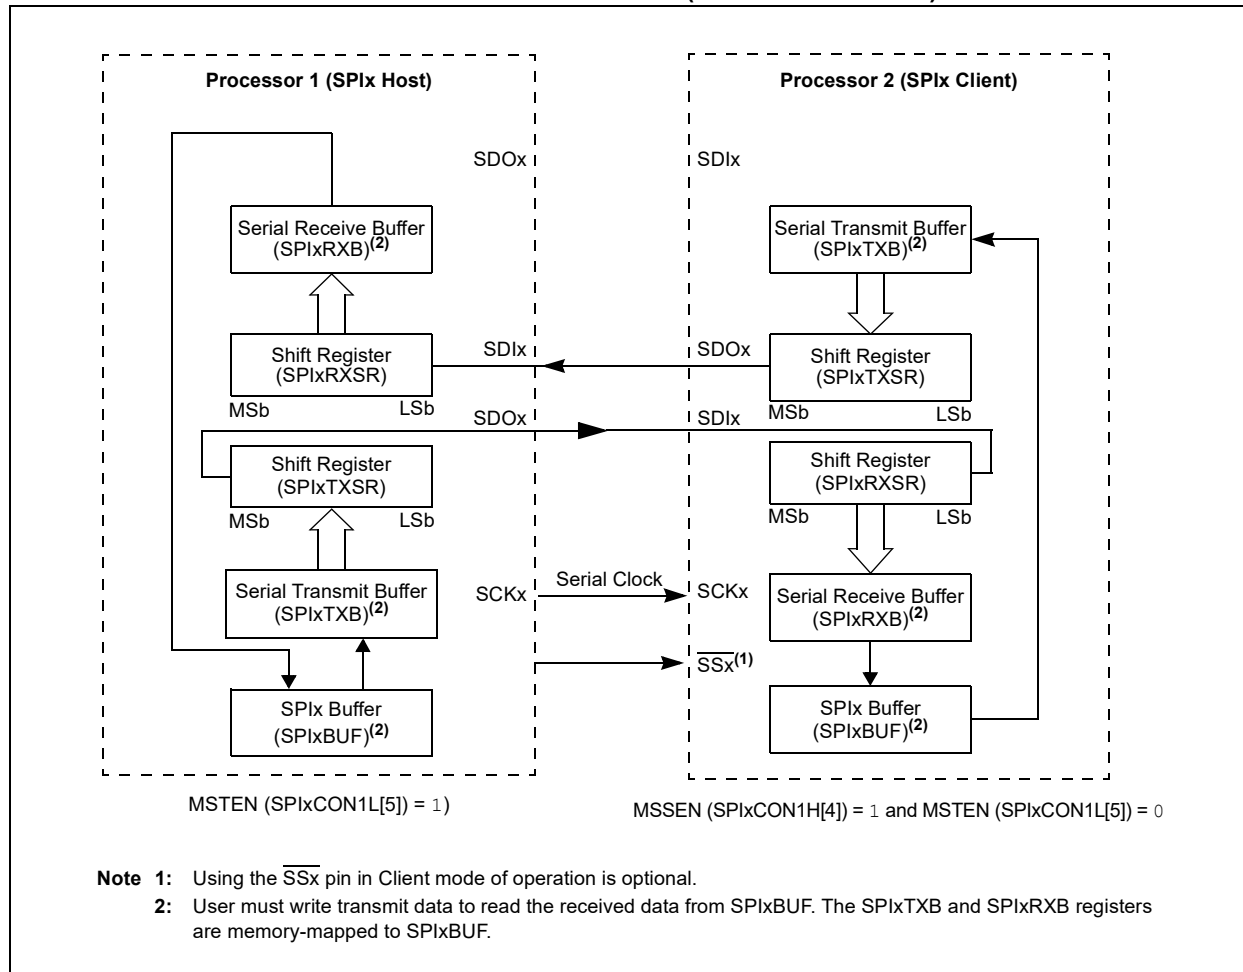 Processor 1 (SPIx Host)
Processor 2 (SPIx Client)
SDOx
SDIx
Serial Receive Buffer
(SPIxRXB)(2)
Serial Transmit Buffer
(SPIxTXB)(2)
Shift Register
(SPIxRXSR)
SDIx
SDOx
Shift Register
(SPIxTXSR)
MSb
LSb
MSb
LSb
SDOx
SDIx
Shift Register
(SPIxTXSR)
Shift Register
(SPIxRXSR)
MSb
LSb
MSb
LSb
Serial Transmit Buffer
(SPIxTXB)(2)
SCKx
Serial Clock
SCKx
Serial Receive Buffer
(SPIxRXB)(2)
SSx(1)
SPIx Buffer
(SPIxBUF)(2)
SPIx Buffer
(SPIxBUF)(2)
MSTEN (SPIxCON1L[5]) = 1)
MSSEN (SPIxCON1H[4]) = 1 and MSTEN (SPIxCON1L[5]) = 0
Note 1: Using the SSx pin in Client mode of operation is optional.
2: User must write transmit data to read the received data from SPIxBUF. The SPIxTXB and SPIxRXB registers
are memory-mapped to SPIxBUF.